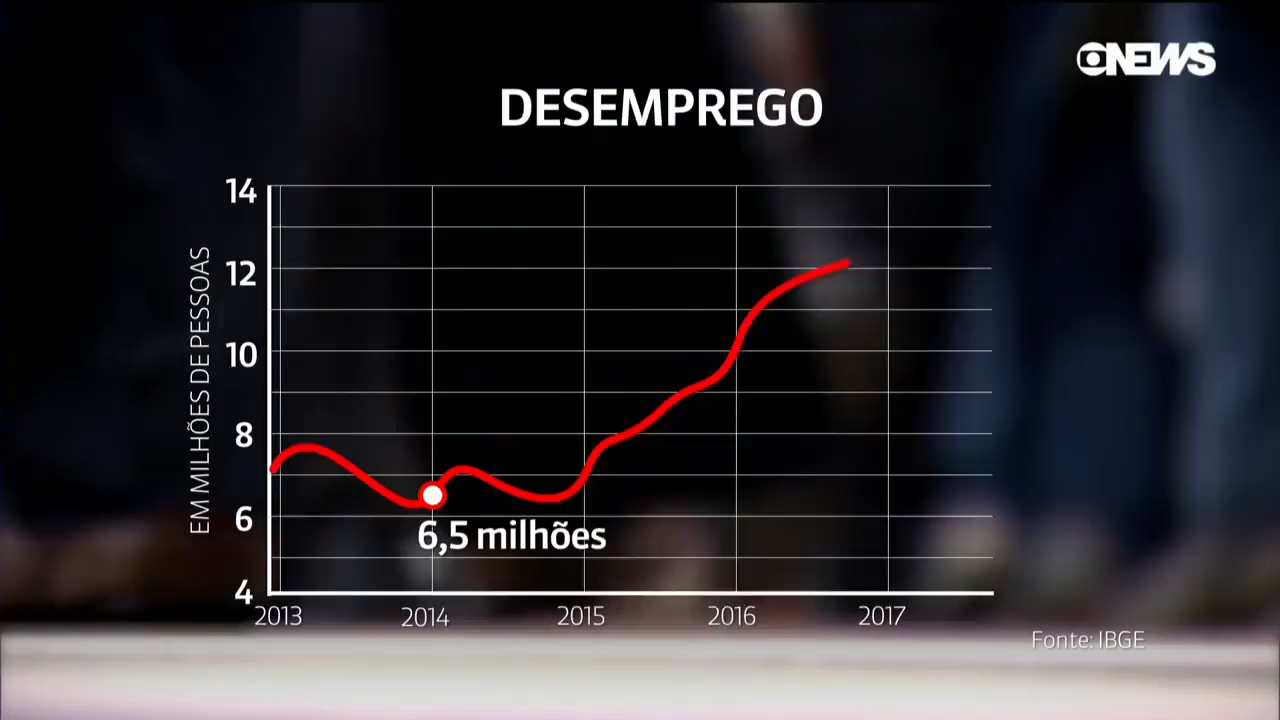 GNEWS
DESEMPREGO
EM MILHÕES DE PESSOAS
14
12
10
8
6
4
6,5 milhões
2013
2014
2015
2016
2017
Fonte: IBGE